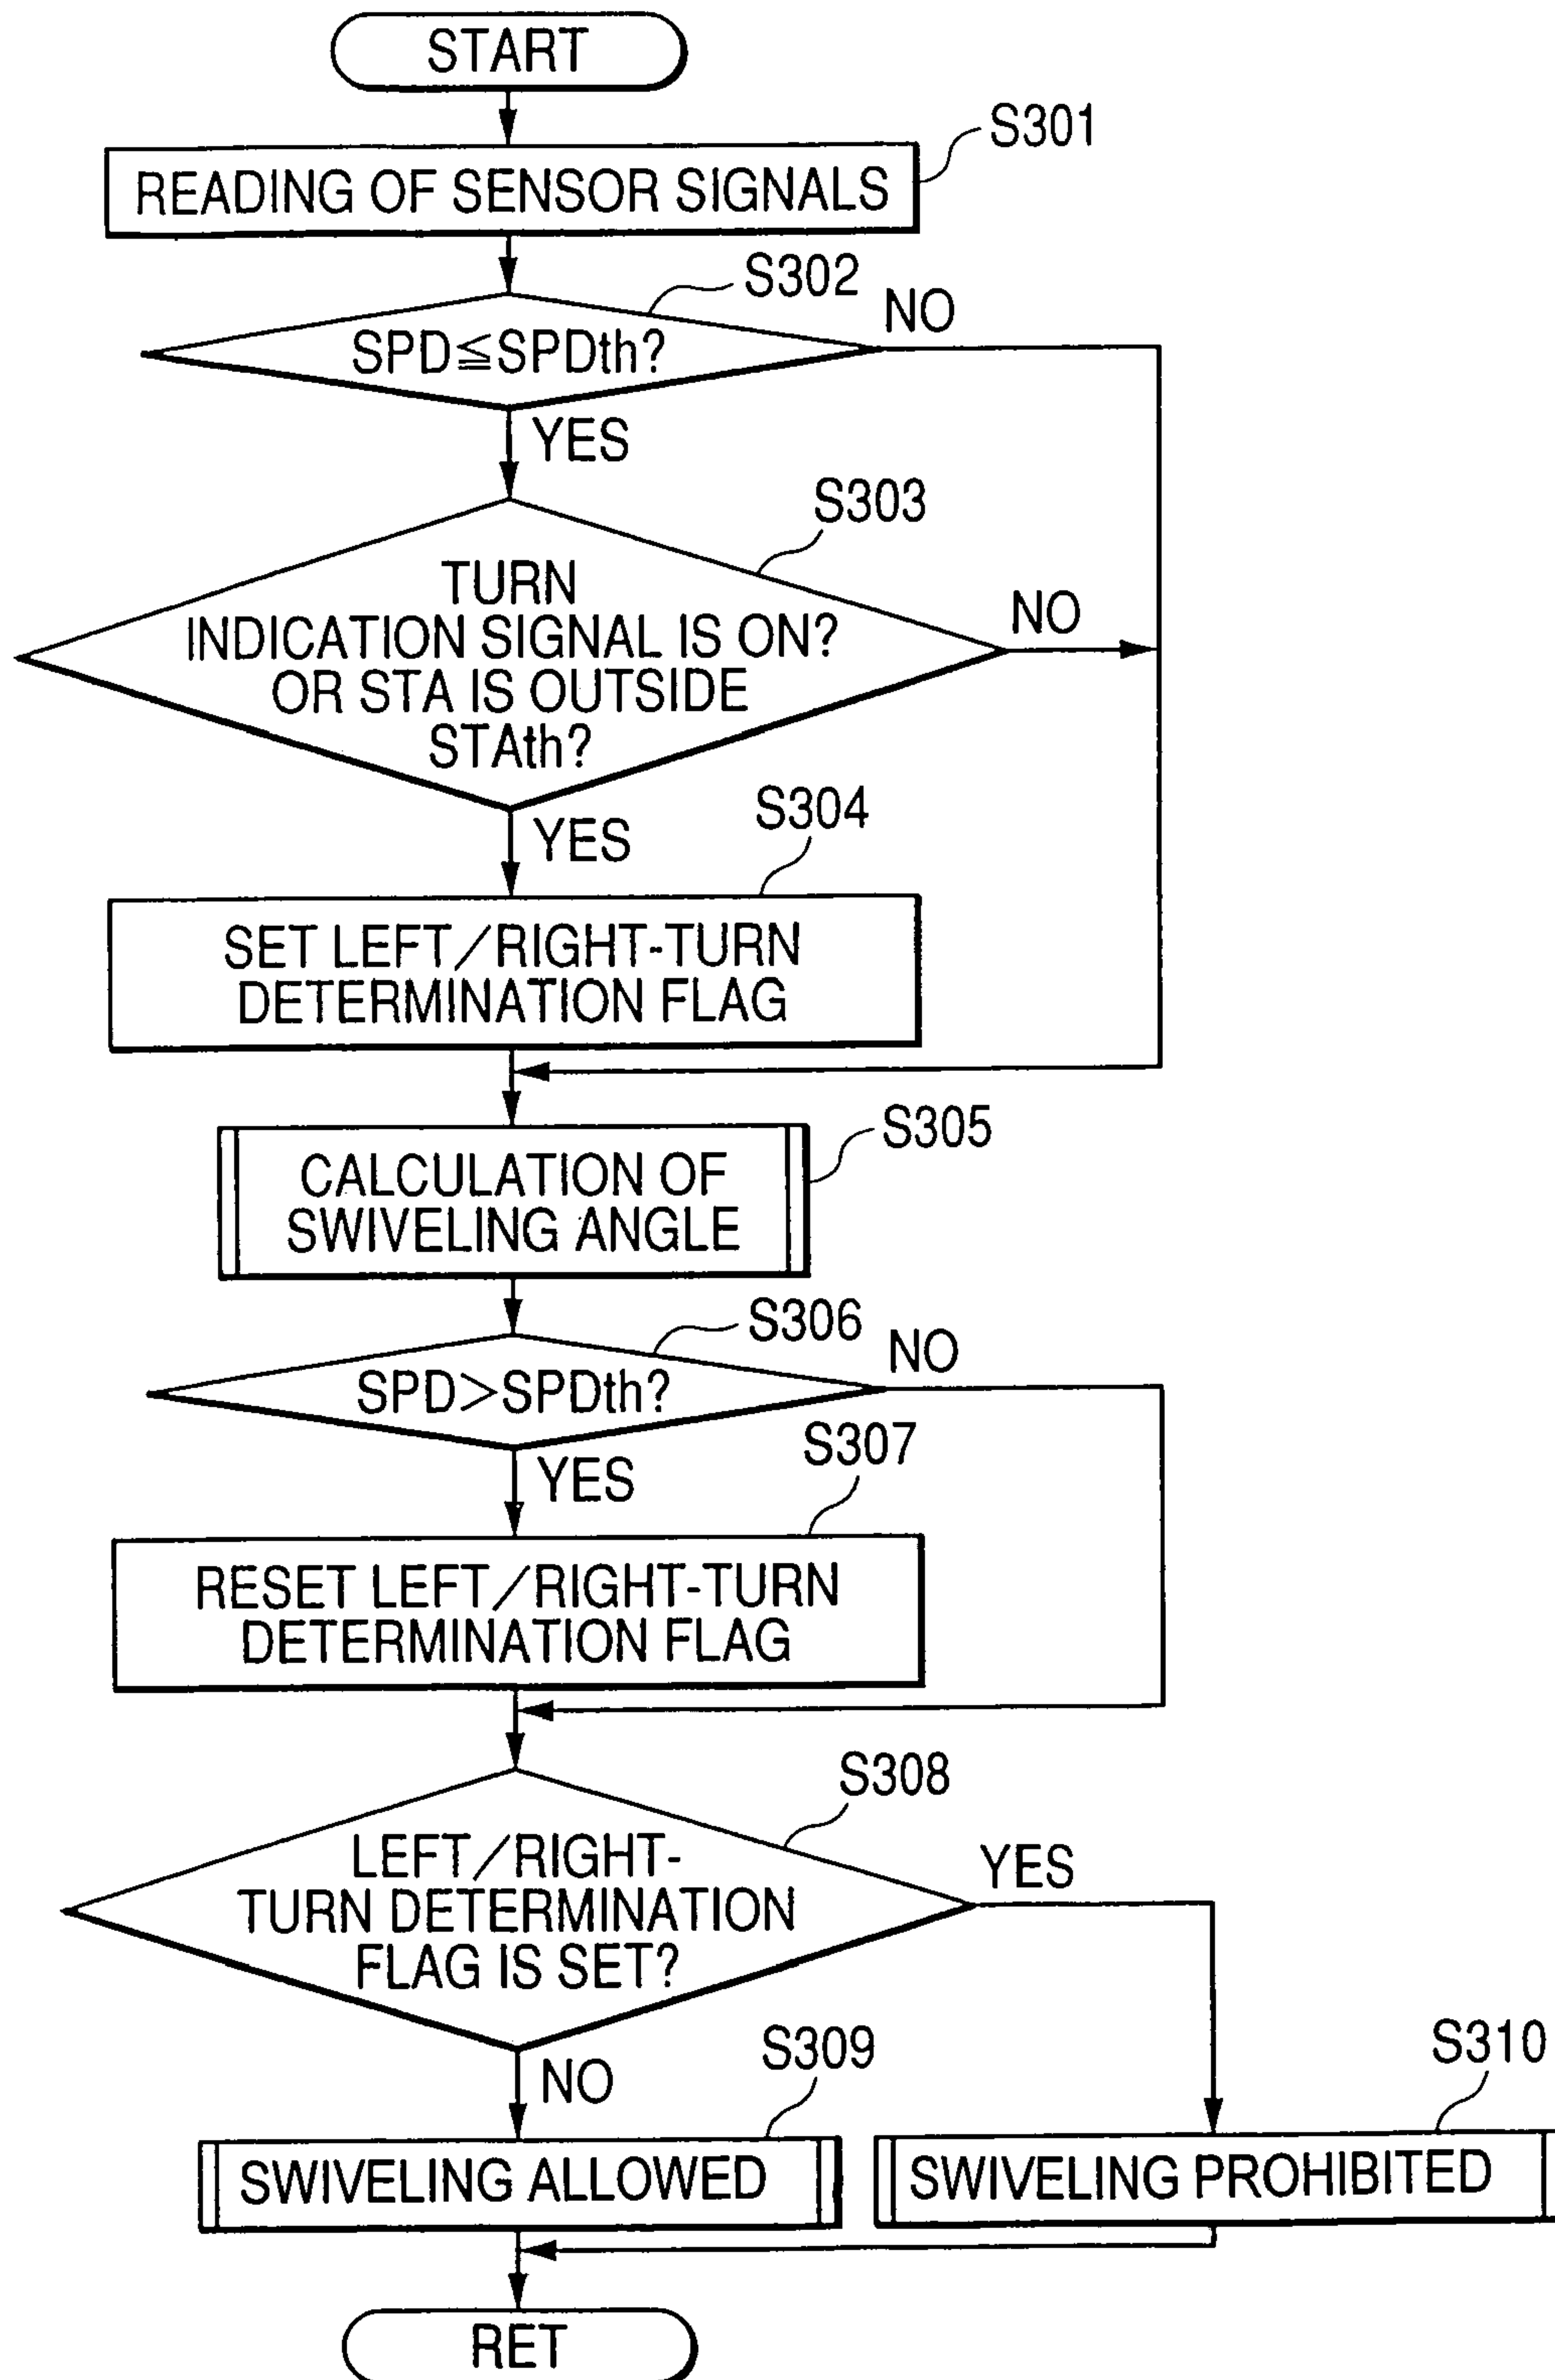 START
S301
READING OF SENSOR SIGNALS
S302
SPD≦SPDth?
NO
YES
S303
TURN
INDICATION SIGNAL IS ON?
OR STA IS OUTSIDE
STAth?
NO
YES
S304
SET LEFT/RIGHT-TURN
DETERMINATION FLAG
S305
CALCULATION OF
SWIVELING ANGLE
S306
SPD>SPDth?
NO
YES
S307
RESET LEFT/RIGHT-TURN
DETERMINATION FLAG
S308
LEFT/RIGHT-
TURN DETERMINATION
FLAG IS SET?
YES
NO
S309
SWIVELING ALLOWED
S310
SWIVELING PROHIBITED
RET